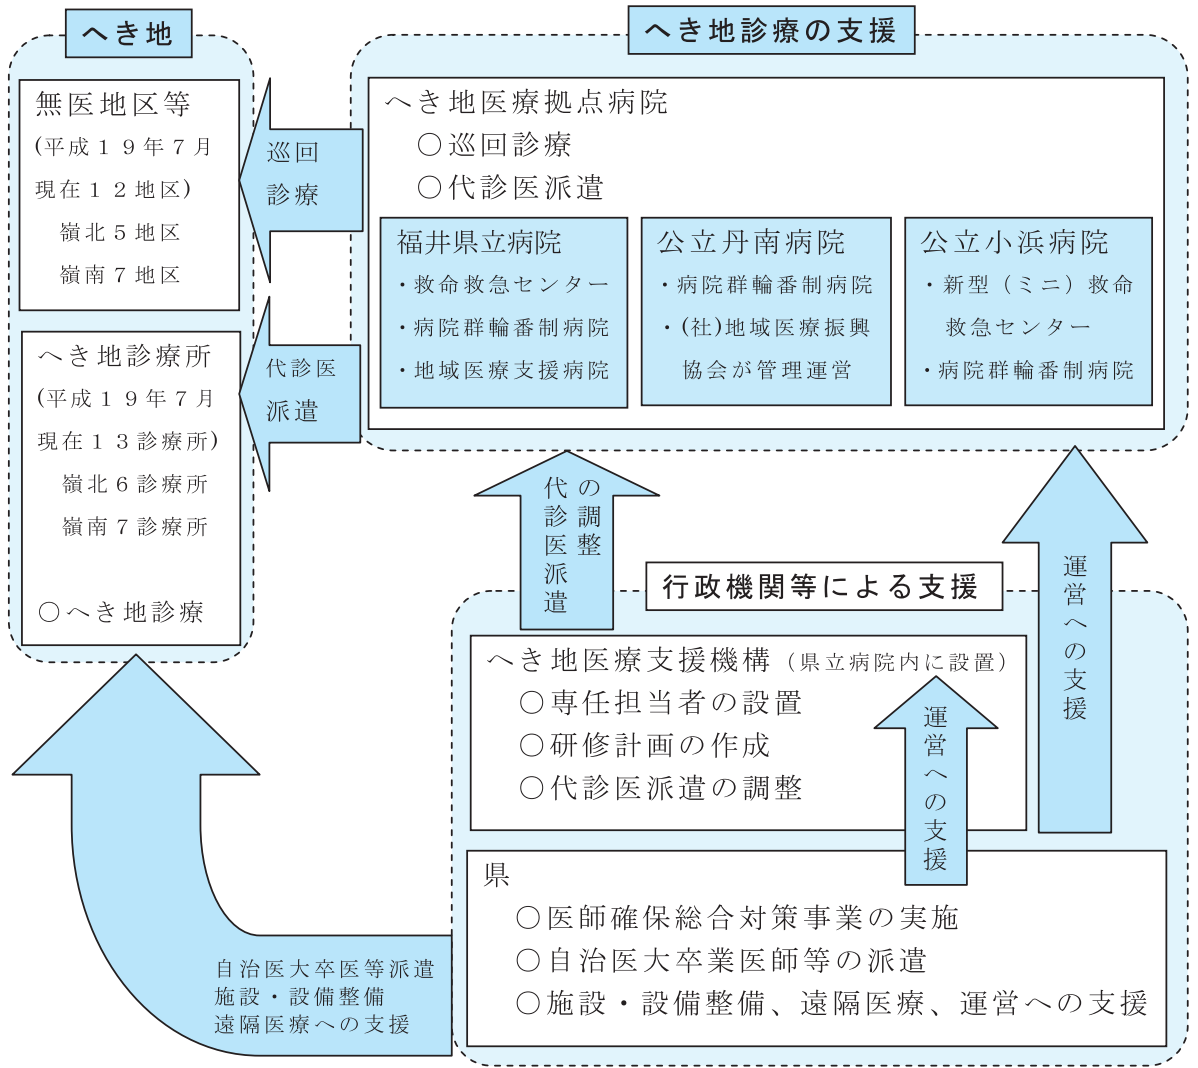 へき地
無医地区等
(平成１９年７月
現在１２地区)
嶺北５地区
嶺南７地区
へき地診療所
(平成１９年７月
現在１３診療所)
嶺北６診療所
嶺南７診療所
○へき地診療
巡回
診療
代診医
派遣
へき地診療の支援
へき地医療拠点病院
○巡回診療
○代診医派遣
福井県立病院
・救命救急センター
・病院群輪番制病院
・地域医療支援病院
公立丹南病院
・病院群輪番制病院
・(社)地域医療振興
協会が管理運営
公立小浜病院
・新型（ミニ）救命
救急センター
・病院群輪番制病院
代診医派遣
の調整
運営への支援
行政機関等による支援
へき地医療支援機構（県立病院内に設置）
○専任担当者の設置
○研修計画の作成
○代診医派遣の調整
運営への支援
県
○医師確保総合対策事業の実施
○自治医大卒業医師等の派遣
○施設・設備整備、遠隔医療、運営への支援
自治医大卒医等派遣
施設・設備整備
遠隔医療への支援